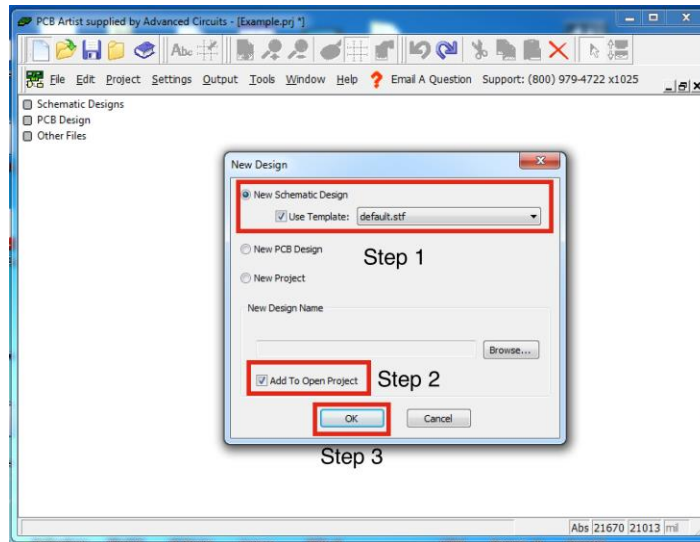 PCB Artist supplied by Advanced Circuits - [Example.prj *]
Abc
File Edit Project Settings Output Tools Window Help ? Email A Question Support: (800) 979-4722 x1025
Schematic Designs
PCB Design
Other Files
New Design
New Schematic Design
Use Template: default.stf
Step 1
New PCB Design
New Project
New Design Name
Browse...
Add To Open Project Step 2
OK Cancel
Step 3
Abs 21670 21013 mil